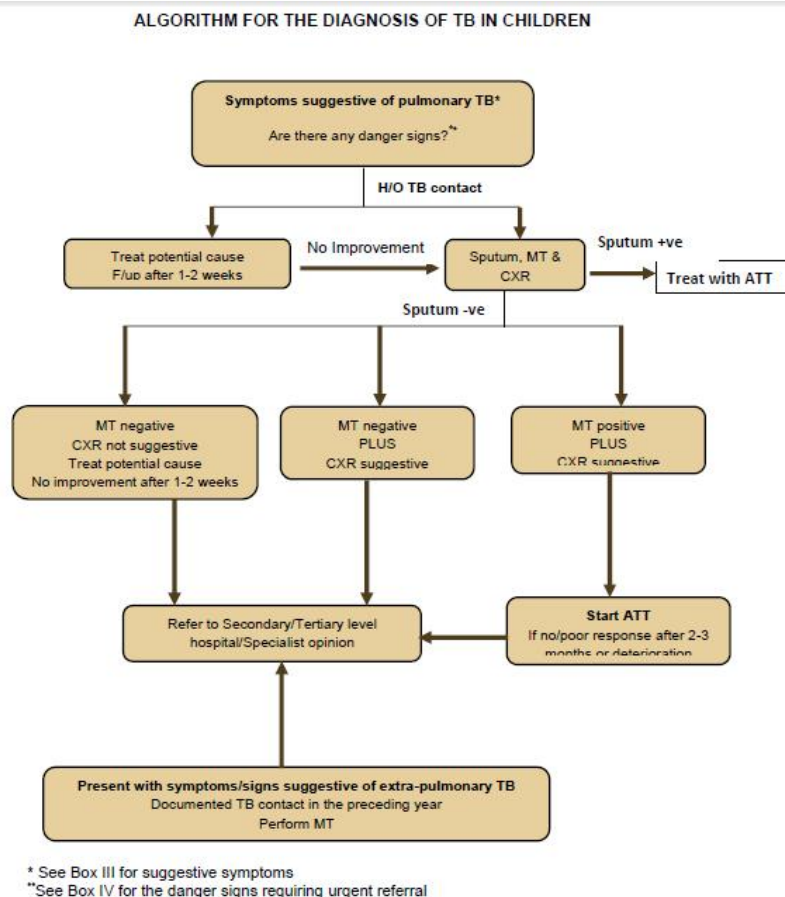 ALGORITHM FOR THE DIAGNOSIS OF TB IN CHILDREN
Symptoms suggestive of pulmonary TB*
Are there any danger signs?**
H/O TB contact
Treat potential cause
F/up after 1-2 weeks
No Improvement
Sputum, MT &
CXR
Sputum +ve
Treat with ATT
Sputum -ve
MT negative
CXR not suggestive
Treat potential cause
No improvement after 1-2 weeks
MT negative
PLUS
CXR suggestive
MT positive
PLUS
CXR suggestive
Refer to Secondary/Tertiary level
hospital/Specialist opinion
Start ATT
If no/poor response after 2-3
months or deterioration
Present with symptoms/signs suggestive of extra-pulmonary TB
Documented TB contact in the preceding year
Perform MT
* See Box III for suggestive symptoms
**See Box IV for the danger signs requiring urgent referral